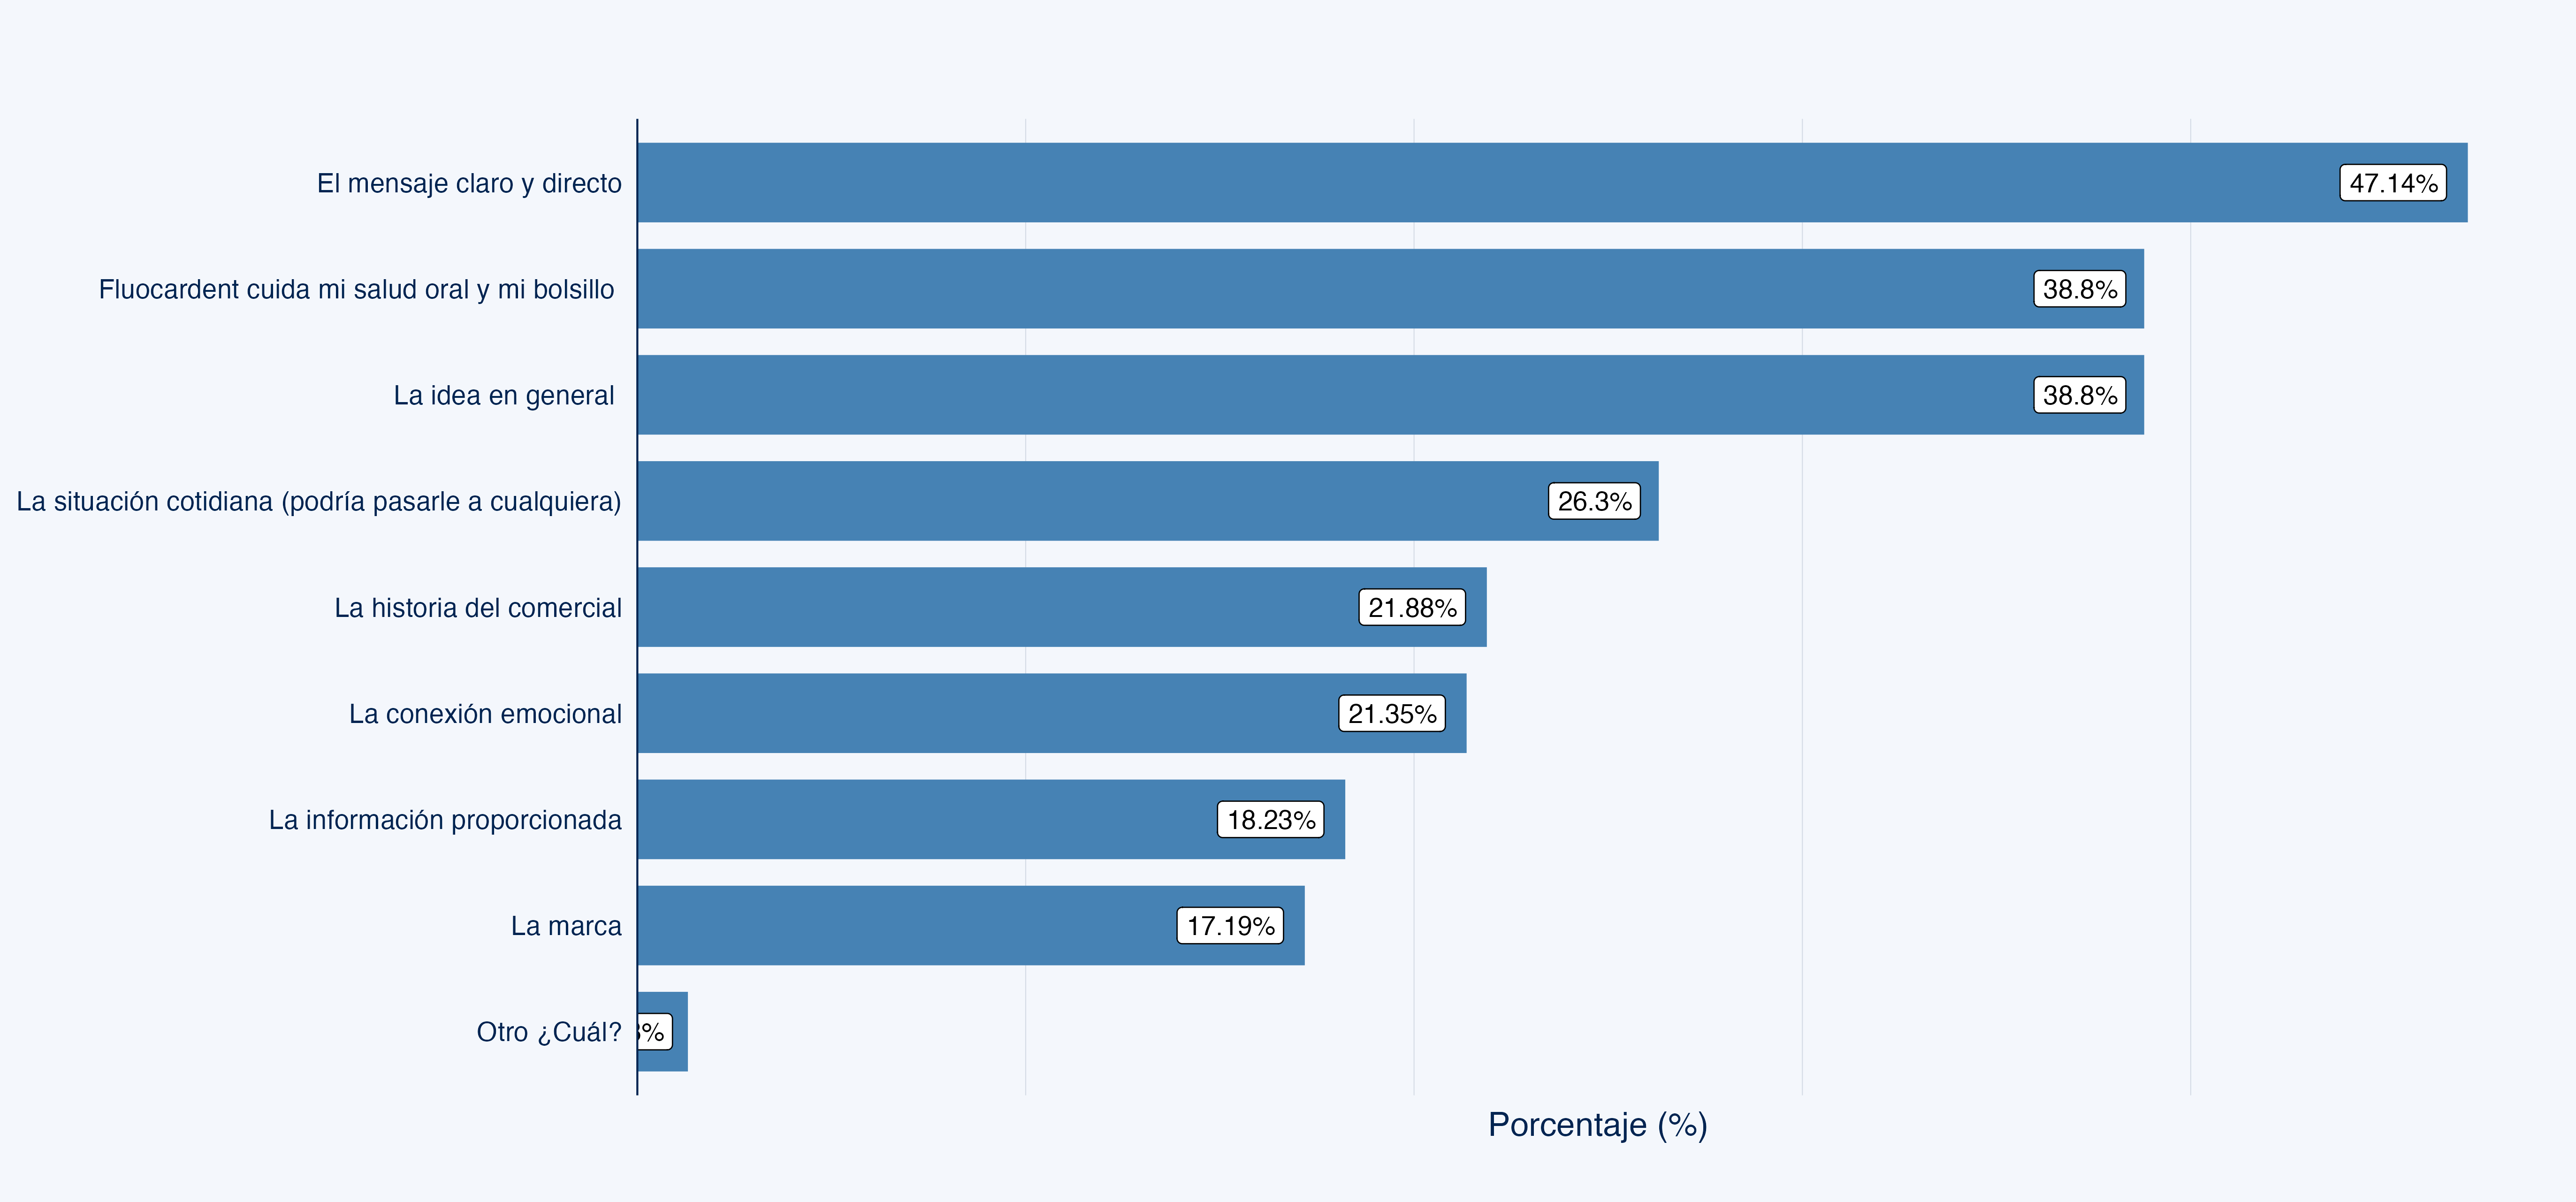 El mensaje claro y directo 47.14%
Fluocardent cuida mi salud oral y mi bolsillo 38.8%
La idea en general 38.8%
La situación cotidiana (podría pasarle a cualquiera) 26.3%
La historia del comercial 21.88%
La conexión emocional 21.35%
La información proporcionada 18.23%
La marca 17.19%
Otro ¿Cuál? %
Porcentaje (%)